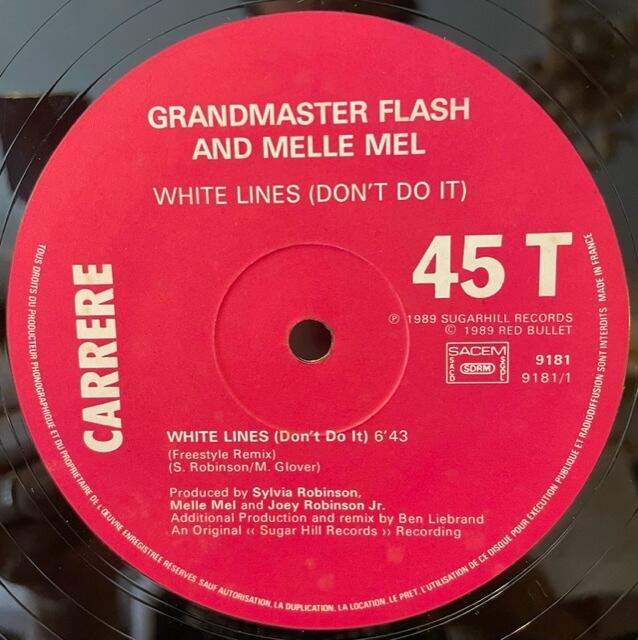 GRANDMASTER FLASH
AND MELLE MEL
WHITE LINES (DON'T DO IT)
CARRERE
45 T
℗ 1989 SUGARHILL RECORDS
© 1989 RED BULLET
SACEM
SACD
SDRM
SGDL
9181
9181/1
WHITE LINES (Don't Do It) 6'43
(Freestyle Remix)
(S. Robinson/M. Glover)
Produced by Sylvia Robinson,
Melle Mel and Joey Robinson Jr.
Additional Production and remix by Ben Liebrand
An Original ‹‹ Sugar Hill Records ›› Recording
TOUS DROITS DU PRODUCTEUR PHONOGRAPHIQUE ET DU PROPRIETAIRE DE L'ŒUVRE ENREGISTREE RESERVES SAUF AUTORISATION, LA DUPLICATION, LA LOCATION, LE PRET, L'UTILISATION DE CE DISQUE POUR EXECUTION PUBLIQUE ET RADIODIFFUSION SONT INTERDITS MADE IN FRANCE